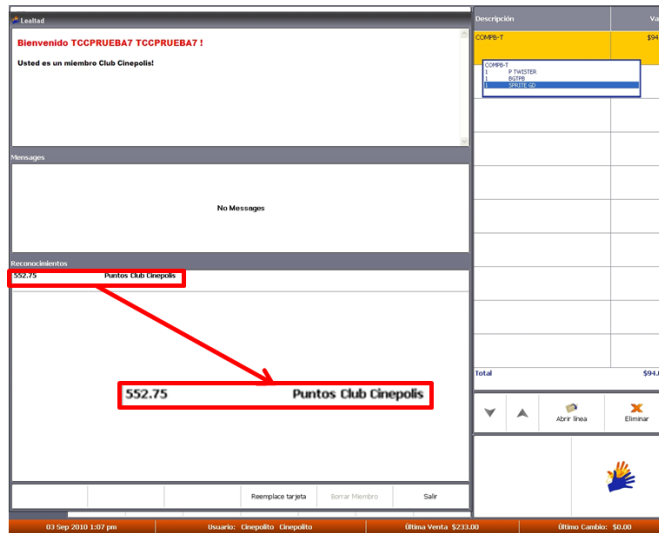 Lealtad
Bienvenido TCCPRUEBA7 TCCPRUEBA7 !
Usted es un miembro Club Cinepolis!
Mensages
No Messages
Reconocimientos
552.75 Puntos Club Cinepolis
552.75 Puntos Club Cinepolis
Reemplace tarjeta Borrar Miembro Salir
Descripción Va
COMPB-T $94
COMPB-T
1 P TWISTER
1 BGTPB
1 SPRITE GD
Total $94.
Abrir línea Eliminar
03 Sep 2010 1:07 pm Usuario: Cinepolito Cinepolito Última Venta $233.00 Último Cambio: $0.00